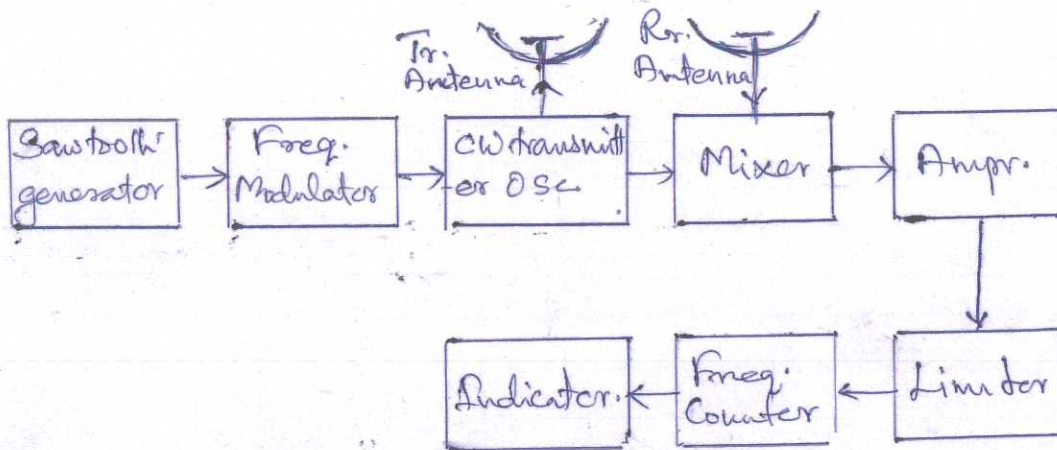 Tr.
Antenna
Rr.
Antenna
Sawtooth
generator
Freq.
Modulator
CW transmitt
er OSC.
Mixer
Ampr.
Indicator.
Freq.
Counter
Limiter